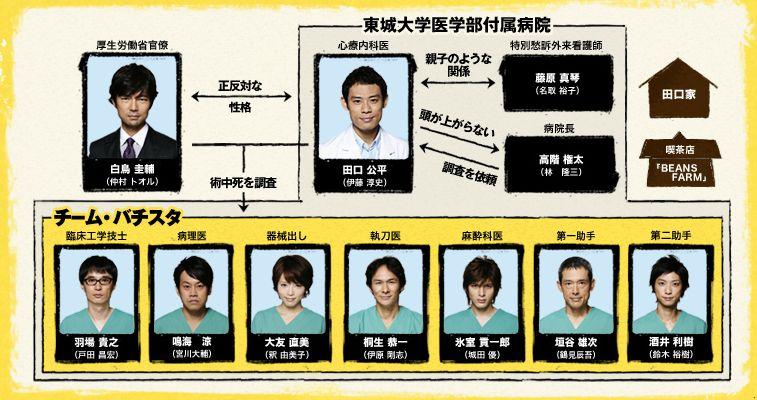 東城大学医学部付属病院
厚生労働省官僚
白鳥 圭輔
（仲村 トオル）
正反対な
性格
心療内科医
田口 公平
（伊藤 淳史）
親子のような
関係
特別愁訴外来看護師
藤原 真琴
（名取 裕子）
頭が上がらない
調査を依頼
病院長
高階 権太
（林　隆三）
田口家
喫茶店
「BEANS
FARM」
術中死を調査
チーム・バチスタ
臨床工学技士
羽場 貴之
（戸田 昌宏）
病理医
鳴海　涼
（宮川大輔）
器械出し
大友 直美
（釈 由美子）
執刀医
桐生 恭一
（伊原 剛志）
麻酔科医
氷室 貢一郎
（城田 優）
第一助手
垣谷 雄次
（鶴見辰吾）
第二助手
酒井 利樹
（鈴木 裕樹）